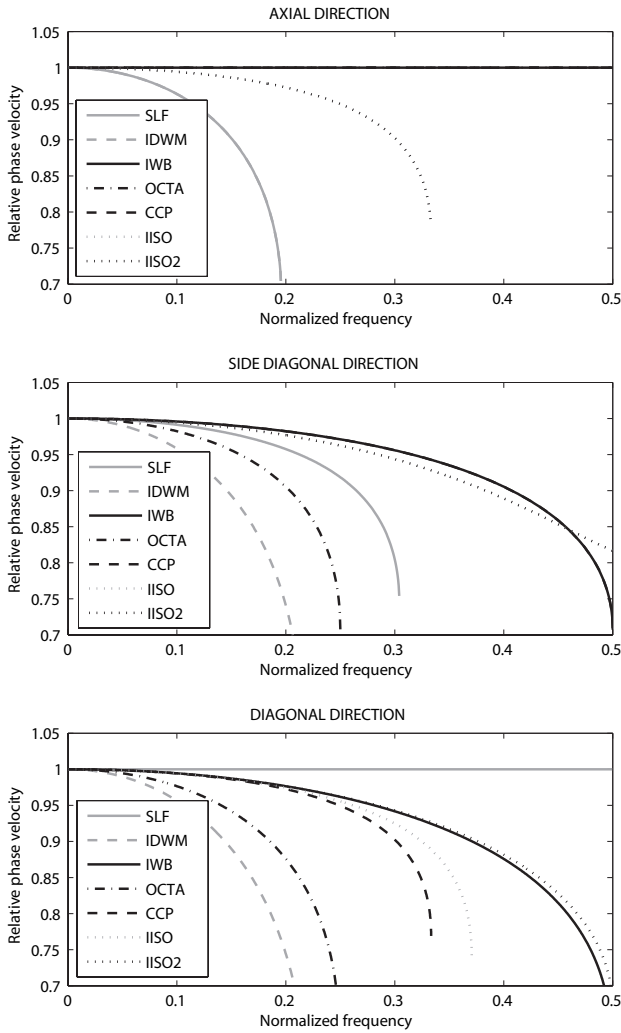 AXIAL DIRECTION
1.05
1
0.95
0.9
0.85
0.8
0.75
0.7
Relative phase velocity
SLF
IDWM
IWB
OCTA
CCP
IISO
IISO2
0 0.1 0.2 0.3 0.4 0.5
Normalized frequency
SIDE DIAGONAL DIRECTION
1.05
1
0.95
0.9
0.85
0.8
0.75
0.7
Relative phase velocity
SLF
IDWM
IWB
OCTA
CCP
IISO
IISO2
0 0.1 0.2 0.3 0.4 0.5
Normalized frequency
DIAGONAL DIRECTION
1.05
1
0.95
0.9
0.85
0.8
0.75
0.7
Relative phase velocity
SLF
IDWM
IWB
OCTA
CCP
IISO
IISO2
0 0.1 0.2 0.3 0.4 0.5
Normalized frequency